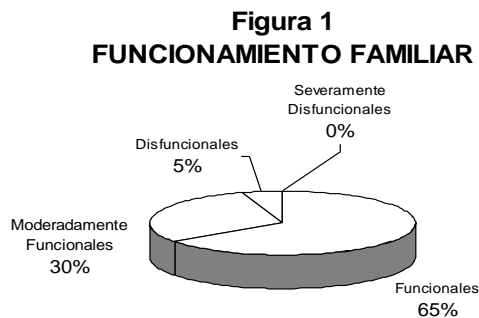 Figura 1
FUNCIONAMIENTO FAMILIAR
Severamente
Disfuncionales
0%
Disfuncionales
5%
Moderadamente
Funcionales
30%
Funcionales
65%